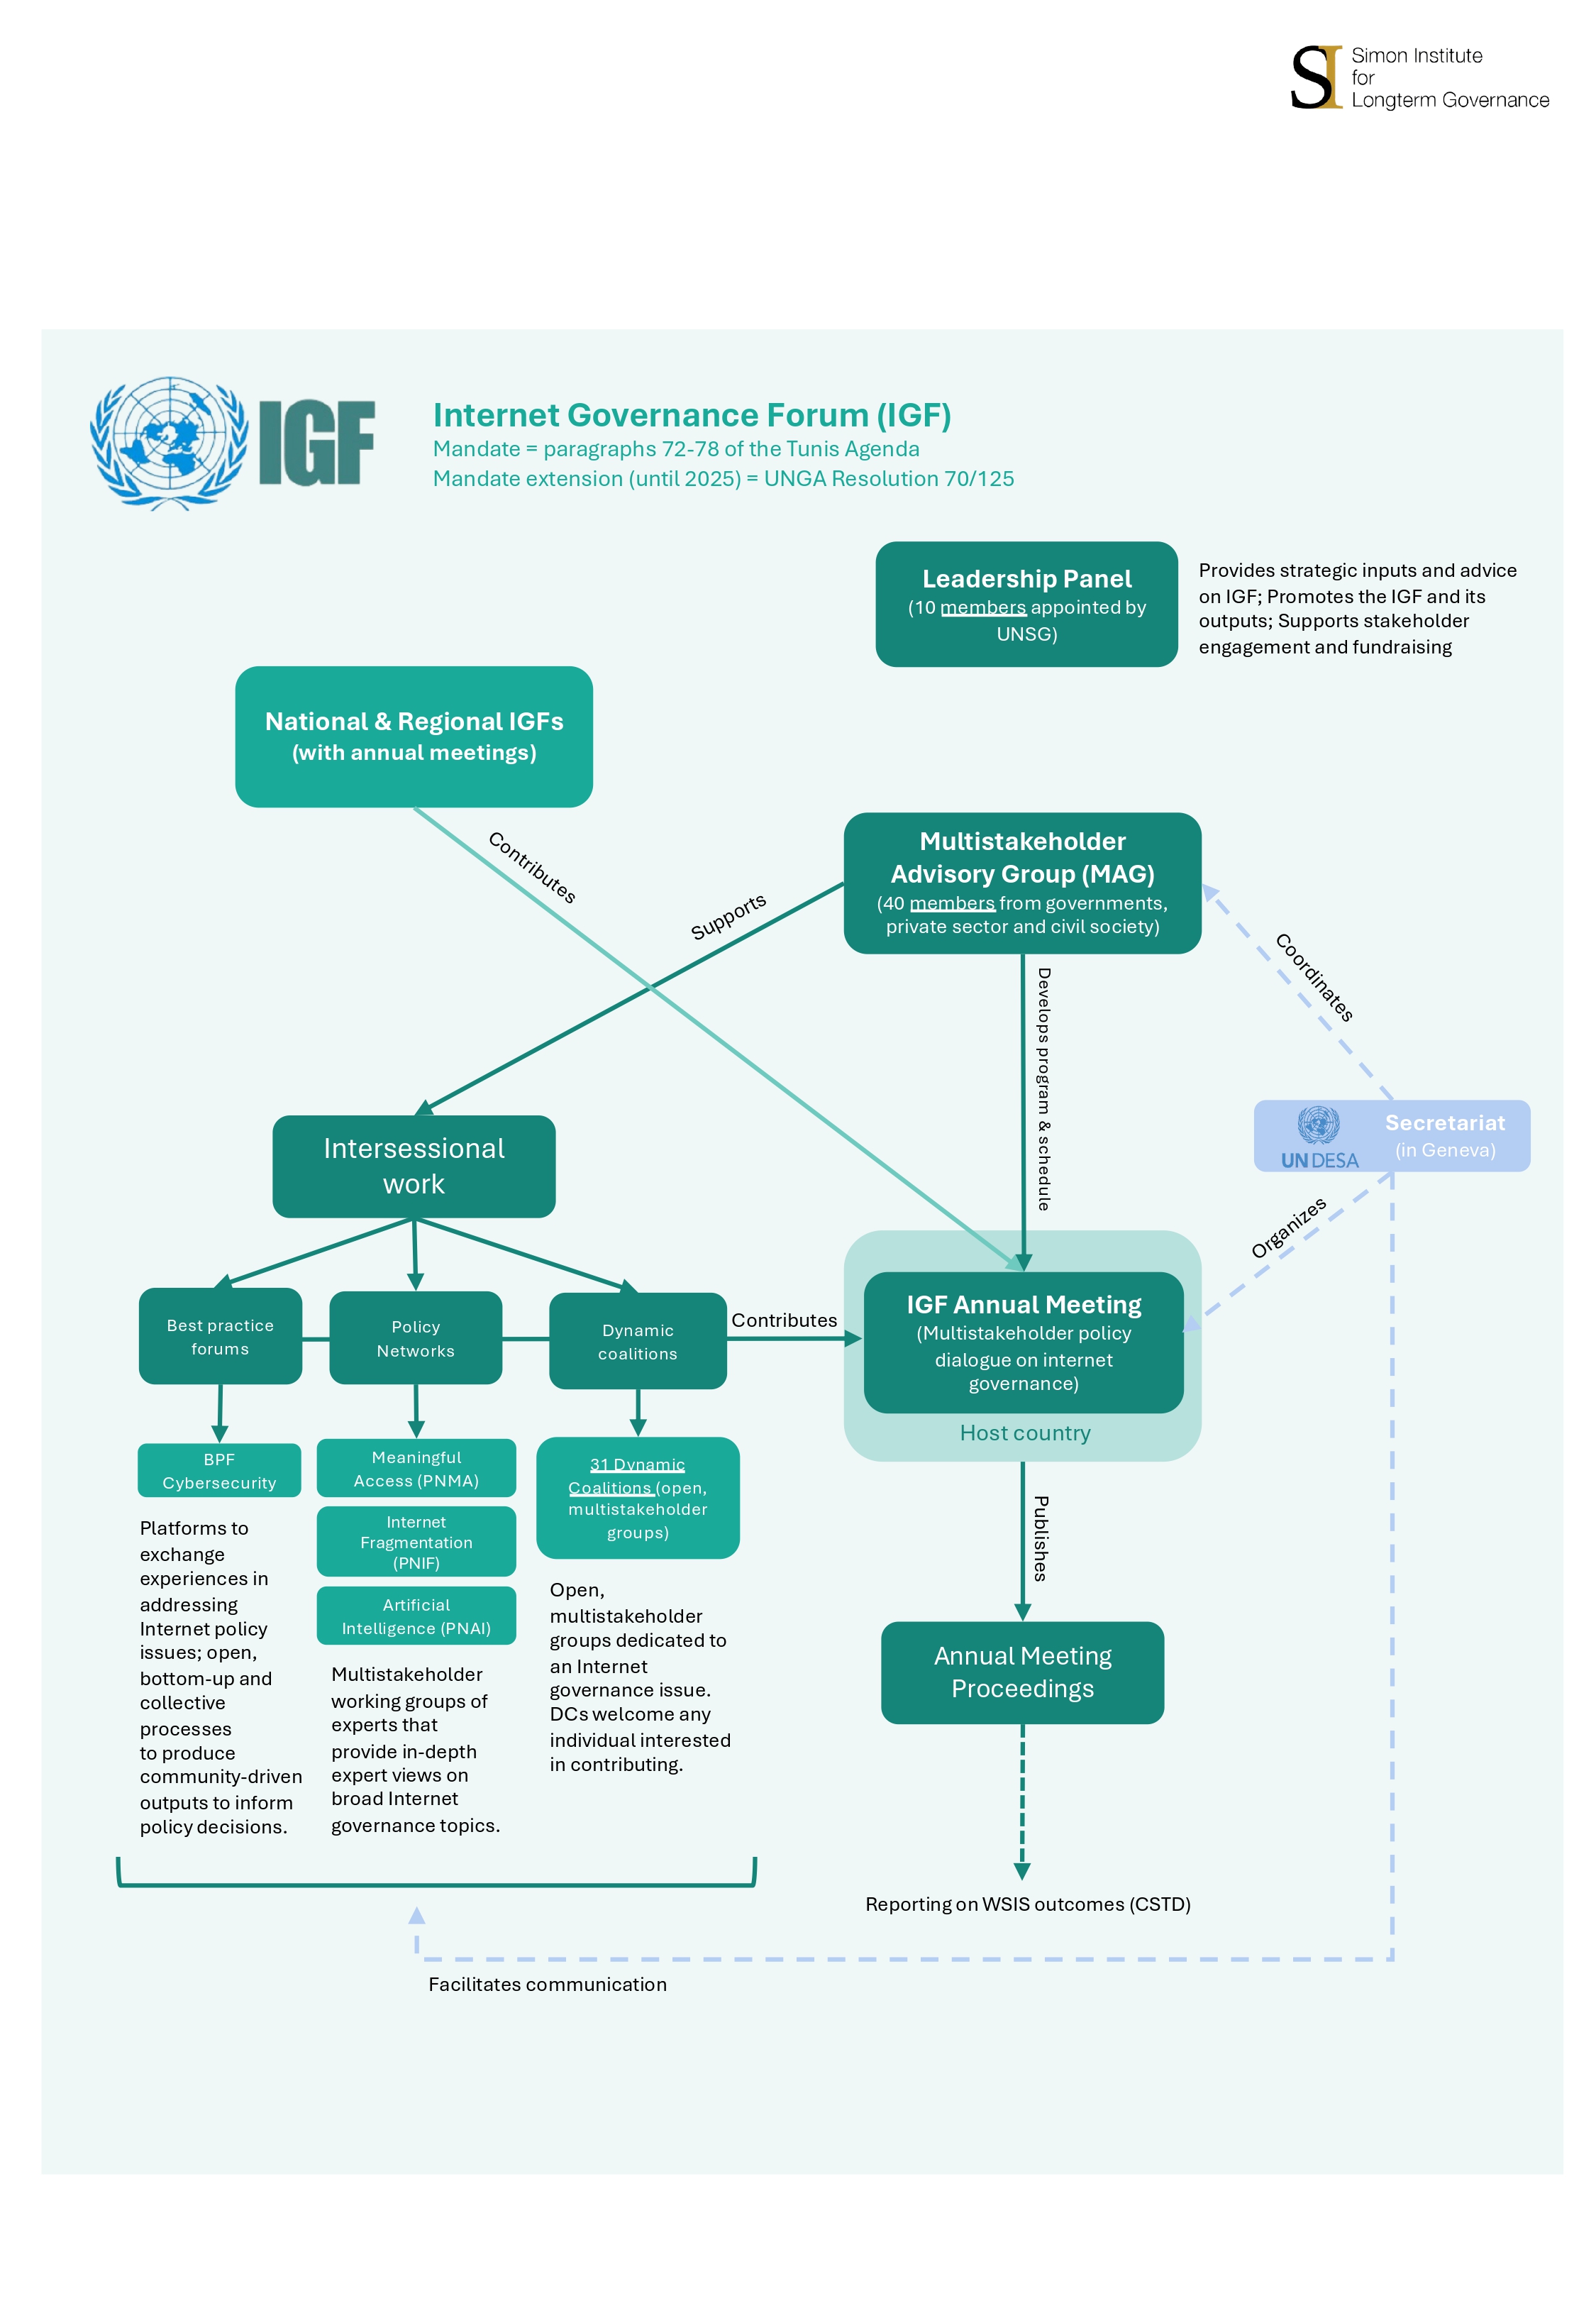 SI
Simon Institute
for
Longterm Governance
IGF
Internet Governance Forum (IGF)
Mandate = paragraphs 72-78 of the Tunis Agenda
Mandate extension (until 2025) = UNGA Resolution 70/125
Leadership Panel
(10 members appointed by
UNSG)
Provides strategic inputs and advice
on IGF; Promotes the IGF and its
outputs; Supports stakeholder
engagement and fundraising
National & Regional IGFs
(with annual meetings)
Contributes
Supports
Multistakeholder
Advisory Group (MAG)
(40 members from governments,
private sector and civil society)
Develops program & schedule
Coordinates
UN DESA
Secretariat
(in Geneva)
Organizes
Intersessional
work
Best practice
forums
Policy
Networks
Dynamic
coalitions
Contributes
IGF Annual Meeting
(Multistakeholder policy
dialogue on internet
governance)
Host country
BPF
Cybersecurity
Platforms to
exchange
experiences in
addressing
Internet policy
issues; open,
bottom-up and
collective
processes
to produce
community-driven
outputs to inform
policy decisions.
Meaningful
Access (PNMA)
Internet
Fragmentation
(PNIF)
Artificial
Intelligence (PNAI)
Multistakeholder
working groups of
experts that
provide in-depth
expert views on
broad Internet
governance topics.
31 Dynamic
Coalitions (open,
multistakeholder
groups)
Open,
multistakeholder
groups dedicated to
an Internet
governance issue.
DCs welcome any
individual interested
in contributing.
Publishes
Annual Meeting
Proceedings
Reporting on WSIS outcomes (CSTD)
Facilitates communication